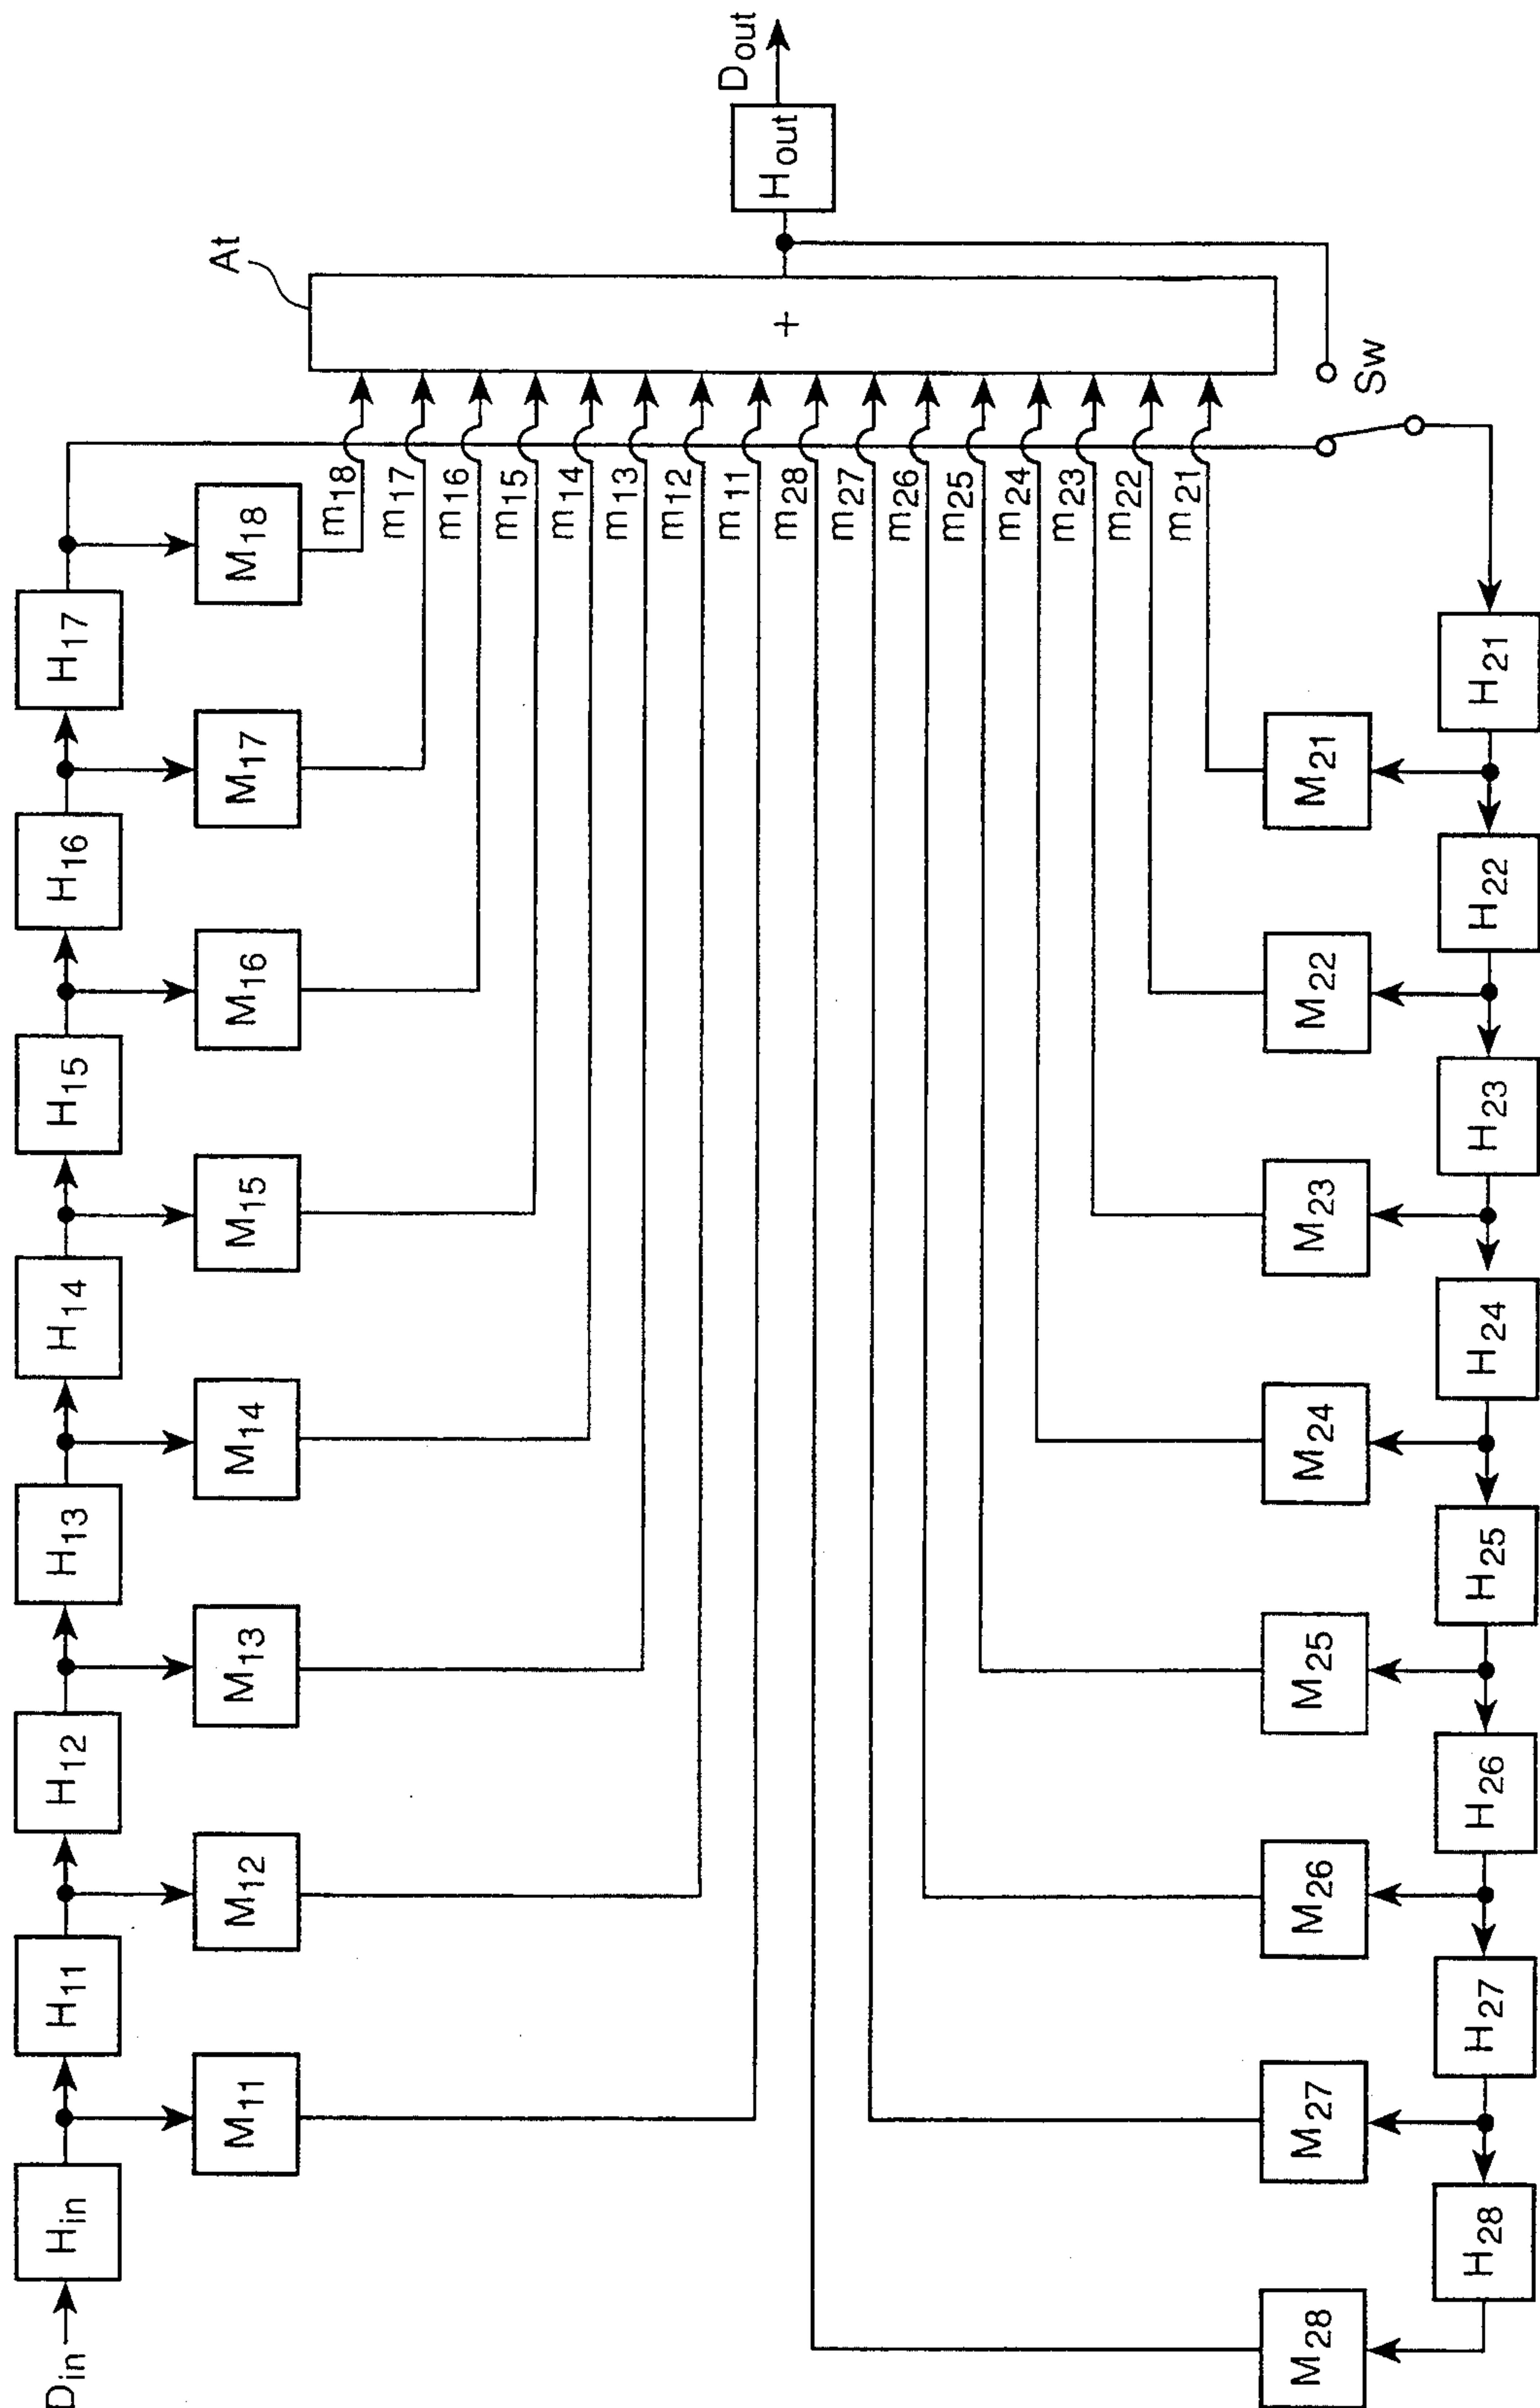 Din
Hin
H11
H12
H13
H14
H15
H16
H17
M11
M12
M13
M14
M15
M16
M17
M18
m18
m17
m16
m15
m14
m13
m12
m11
m28
m27
m26
m25
m24
m23
m22
m21
At
+
Hout
Dout
Sw
M28
M27
M26
M25
M24
M23
M22
M21
H28
H27
H26
H25
H24
H23
H22
H21